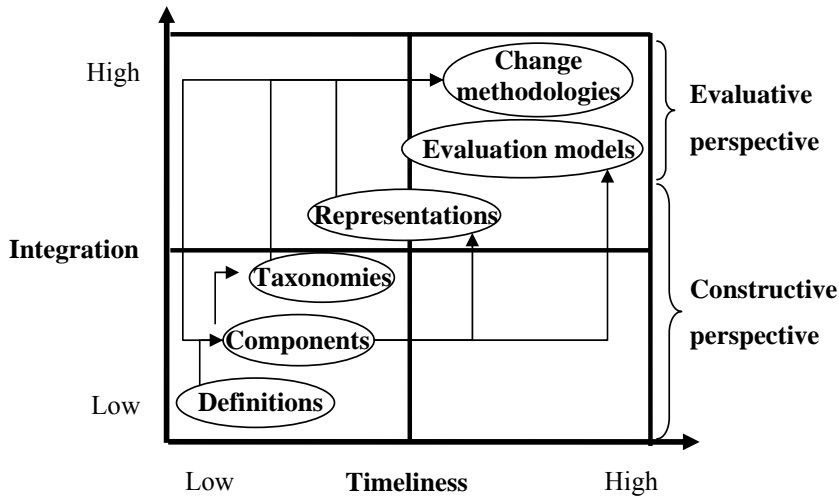 High
Change
methodologies
Evaluative
perspective
Evaluation models
Representations
Integration
Taxonomies
Constructive
perspective
Components
Low
Definitions
Low
Timeliness
High